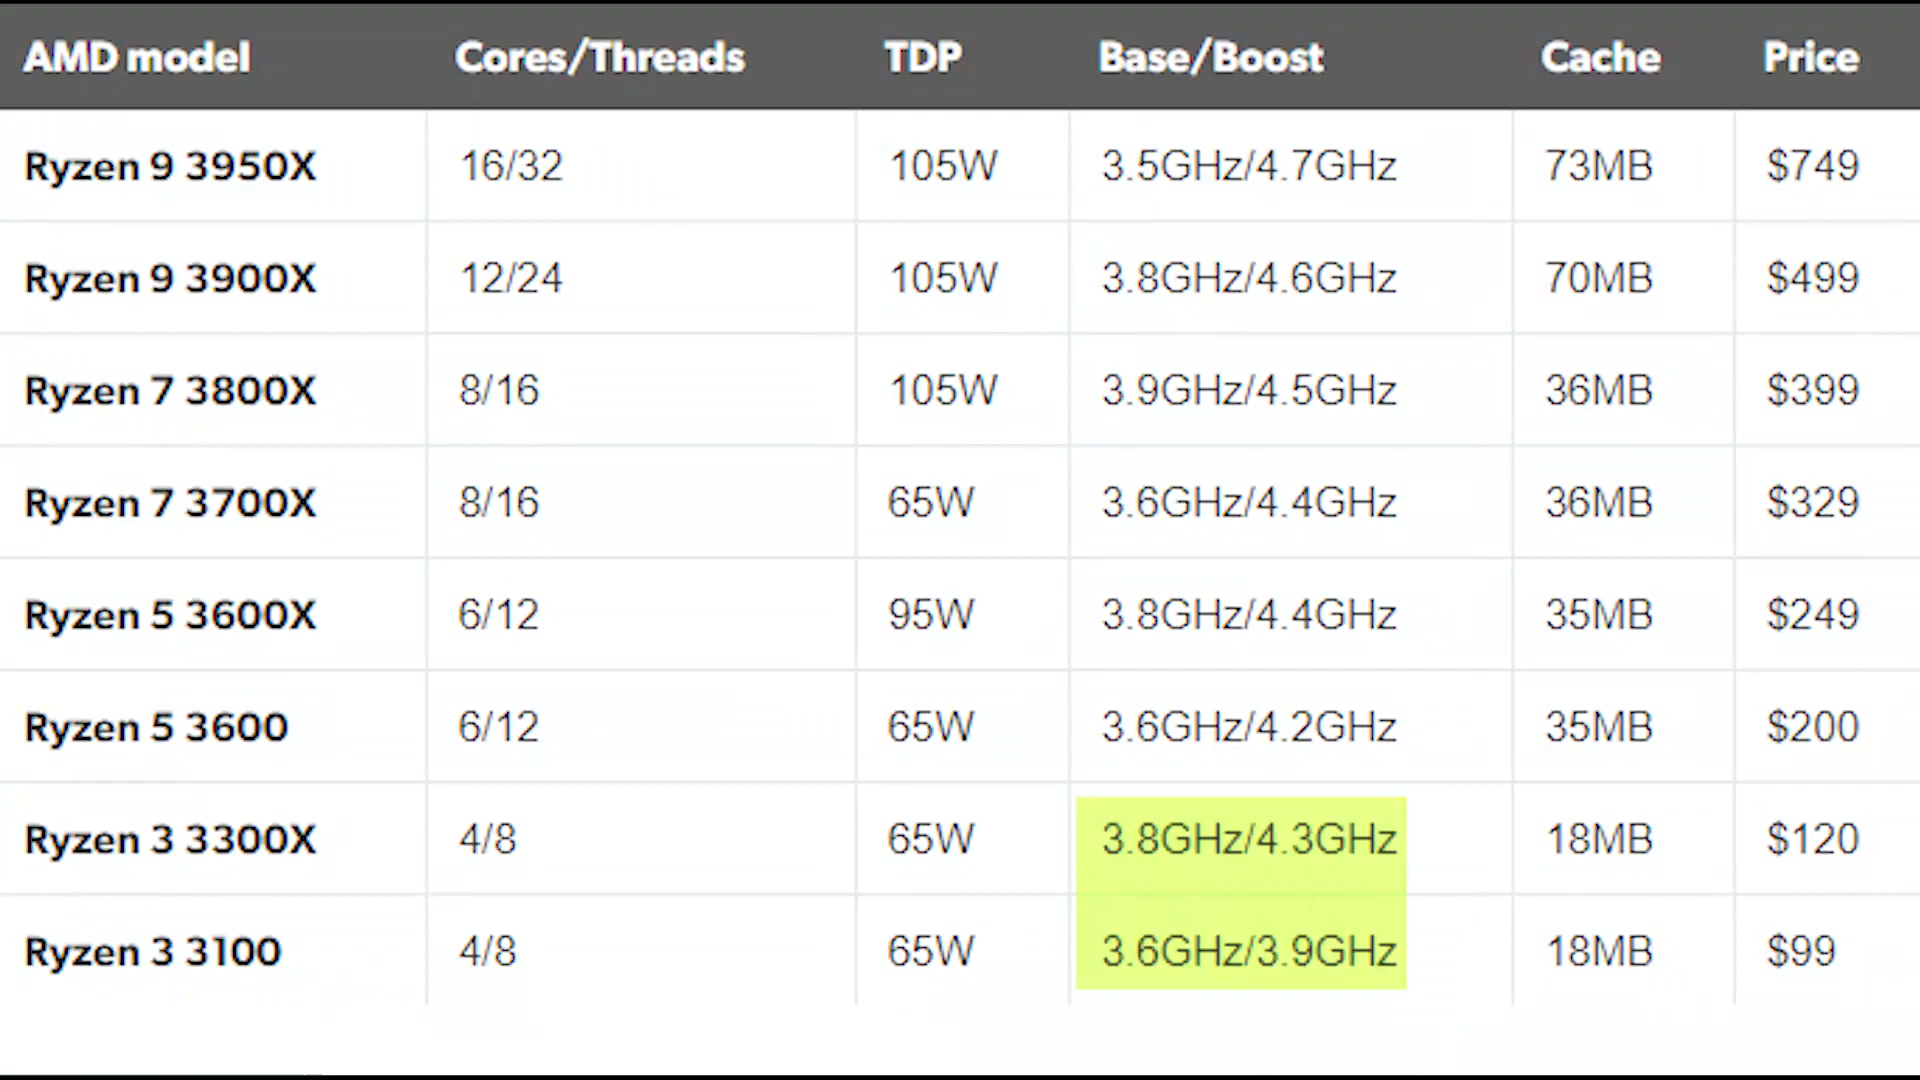 AMD model Cores/Threads TDP Base/Boost Cache Price
Ryzen 9 3950X 16/32 105W 3.5GHz/4.7GHz 73MB $749
Ryzen 9 3900X 12/24 105W 3.8GHz/4.6GHz 70MB $499
Ryzen 7 3800X 8/16 105W 3.9GHz/4.5GHz 36MB $399
Ryzen 7 3700X 8/16 65W 3.6GHz/4.4GHz 36MB $329
Ryzen 5 3600X 6/12 95W 3.8GHz/4.4GHz 35MB $249
Ryzen 5 3600 6/12 65W 3.6GHz/4.2GHz 35MB $200
Ryzen 3 3300X 4/8 65W 3.8GHz/4.3GHz 18MB $120
Ryzen 3 3100 4/8 65W 3.6GHz/3.9GHz 18MB $99